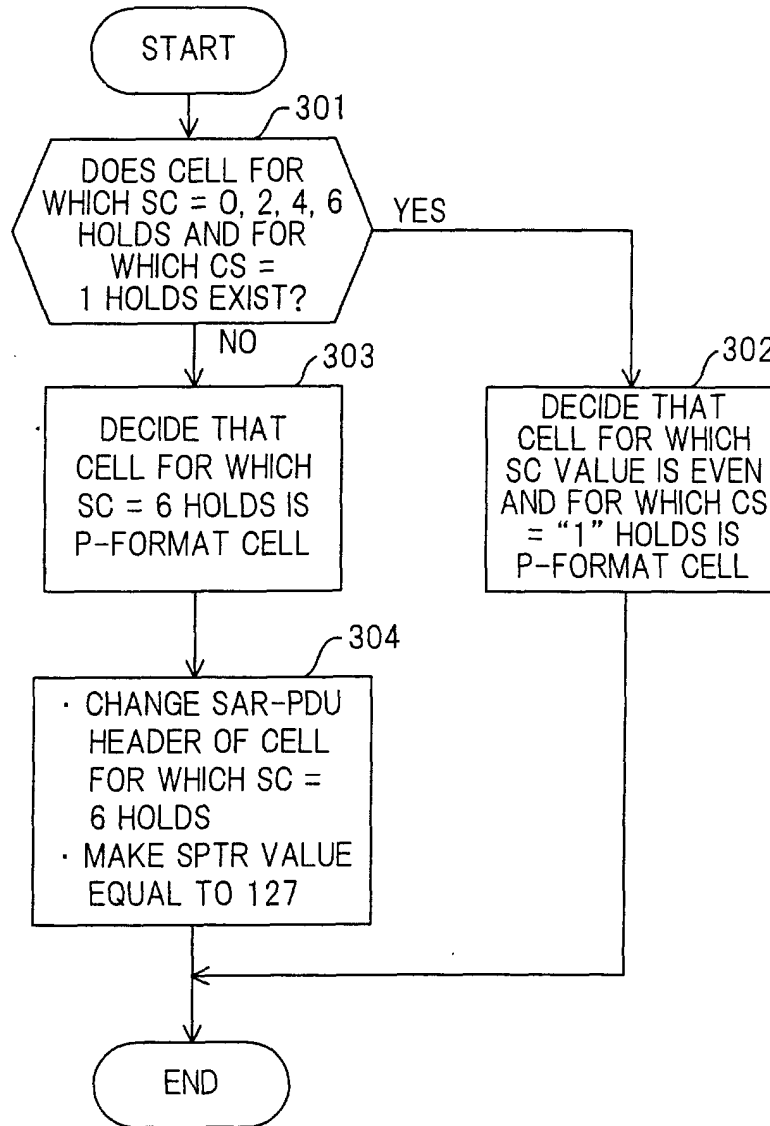 START
301
DOES CELL FOR
WHICH SC = 0, 2, 4, 6
HOLDS AND FOR
WHICH CS =
1 HOLDS EXIST?
YES
NO
303
DECIDE THAT
CELL FOR WHICH
SC = 6 HOLDS IS
P-FORMAT CELL
302
DECIDE THAT
CELL FOR WHICH
SC VALUE IS EVEN
AND FOR WHICH CS
= "1" HOLDS IS
P-FORMAT CELL
304
· CHANGE SAR-PDU
HEADER OF CELL
FOR WHICH SC =
6 HOLDS
· MAKE SPTR VALUE
EQUAL TO 127
END